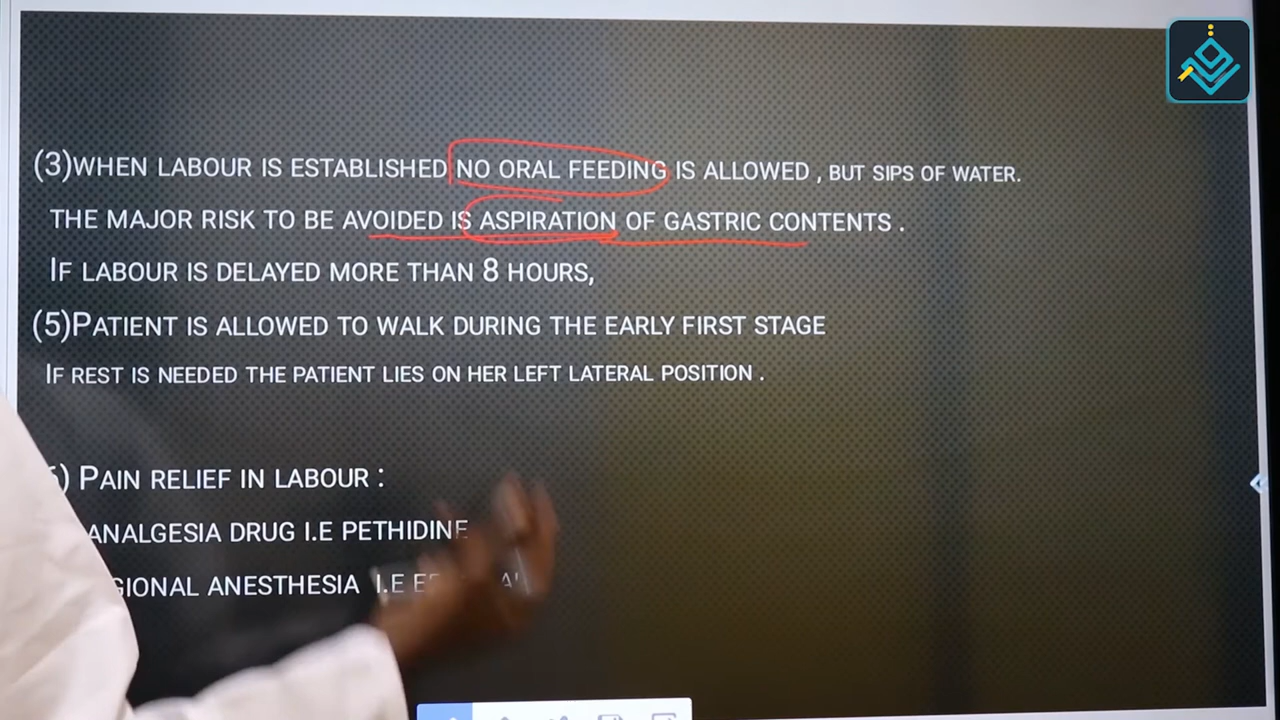 (3)WHEN LABOUR IS ESTABLISHED NO ORAL FEEDING IS ALLOWED , BUT SIPS OF WATER.
THE MAJOR RISK TO BE AVOIDED IS ASPIRATION OF GASTRIC CONTENTS .
IF LABOUR IS DELAYED MORE THAN 8 HOURS,
(5)PATIENT IS ALLOWED TO WALK DURING THE EARLY FIRST STAGE
IF REST IS NEEDED THE PATIENT LIES ON HER LEFT LATERAL POSITION .
) PAIN RELIEF IN LABOUR :
ANALGESIA DRUG I.E PETHIDINE
ANESTHESIA I.E